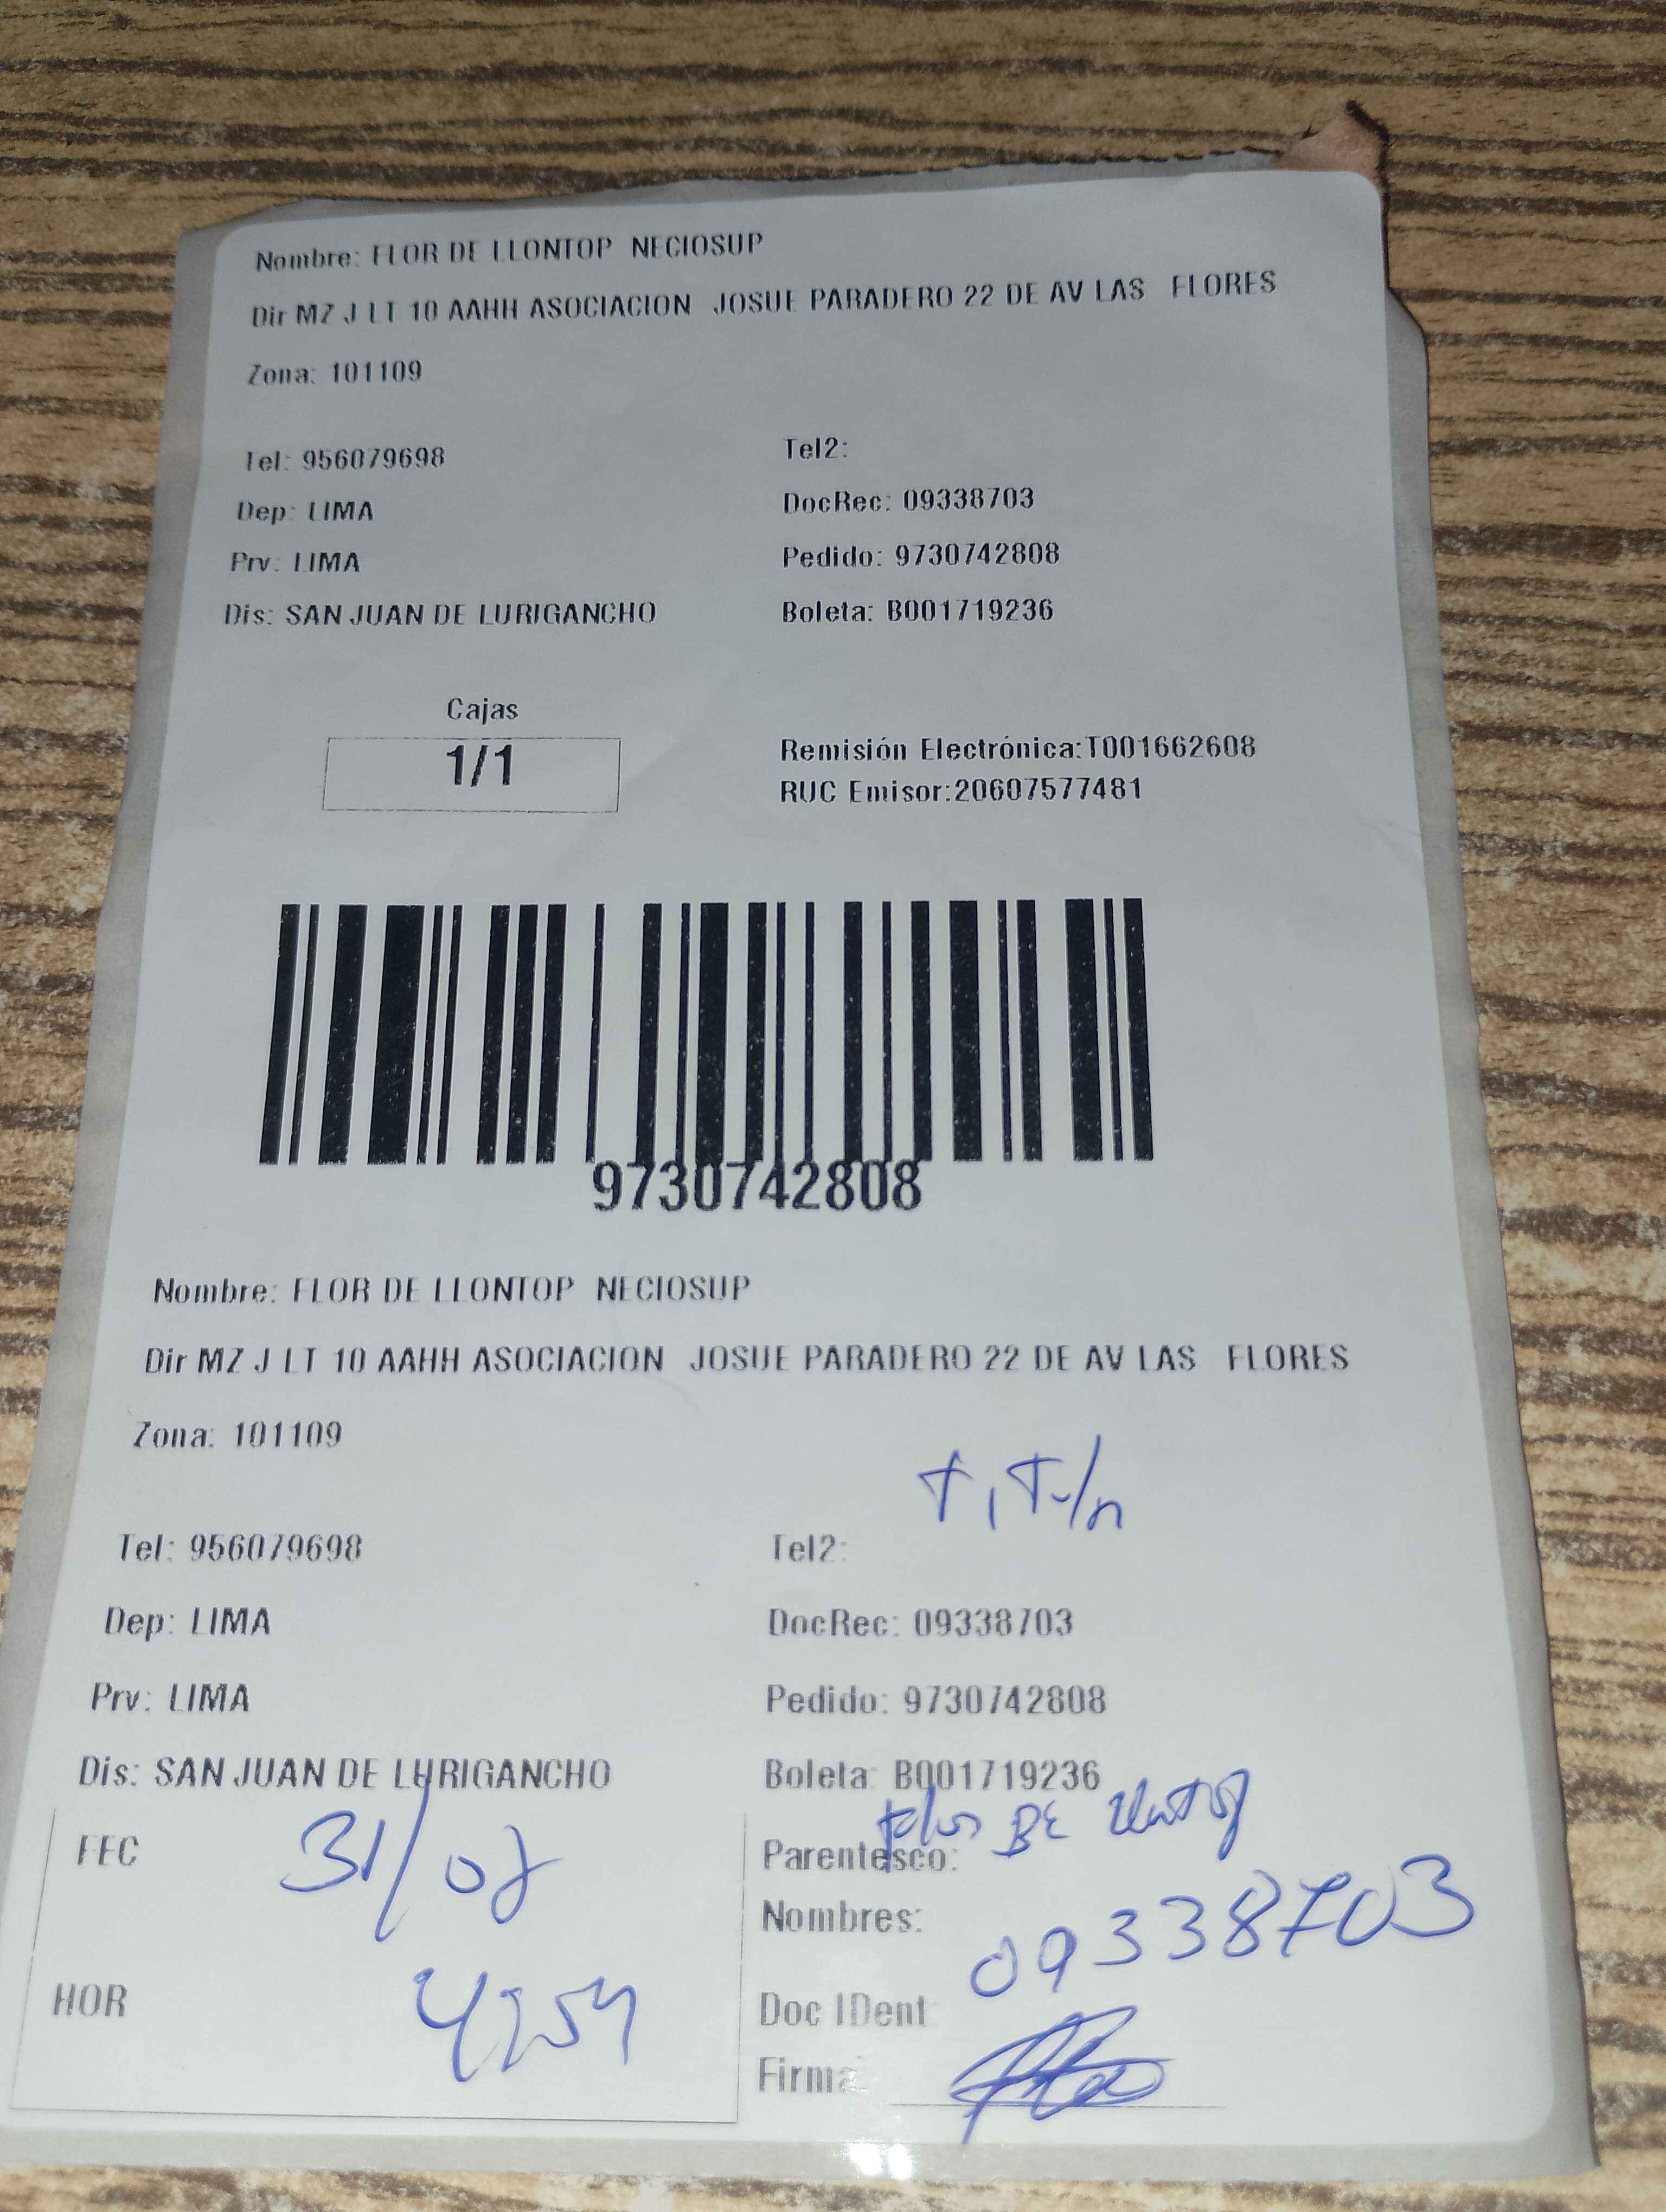 Nombre: FLOR DE LLONTOP NECIOSUP
Dir MZ J LT 10 AAHH ASOCIACION JOSUE PARADERO 22 DE AV LAS FLORES
Zona: 101109
Tel: 956079698 Tel2:
Dep: LIMA DocRec: 09338703
Prv: LIMA Pedido: 9730742808
Dis: SAN JUAN DE LURIGANCHO Boleta: B001719236
Cajas
1/1
Remisión Electrónica:T001662608
RUC Emisor:20607577481
9730742808
Nombre: FLOR DE LLONTOP NECIOSUP
Dir MZ J LT 10 AAHH ASOCIACION JOSUE PARADERO 22 DE AV LAS FLORES
Zona: 101109
Tel: 956079698 Tel2:
Dep: LIMA DocRec: 09338703
Prv: LIMA Pedido: 9730742808
Dis: SAN JUAN DE LURIGANCHO Boleta: B001719236
FEC 31/07
Parentesco:
Nombres: 09338703
HOR
Doc IDent
Firma